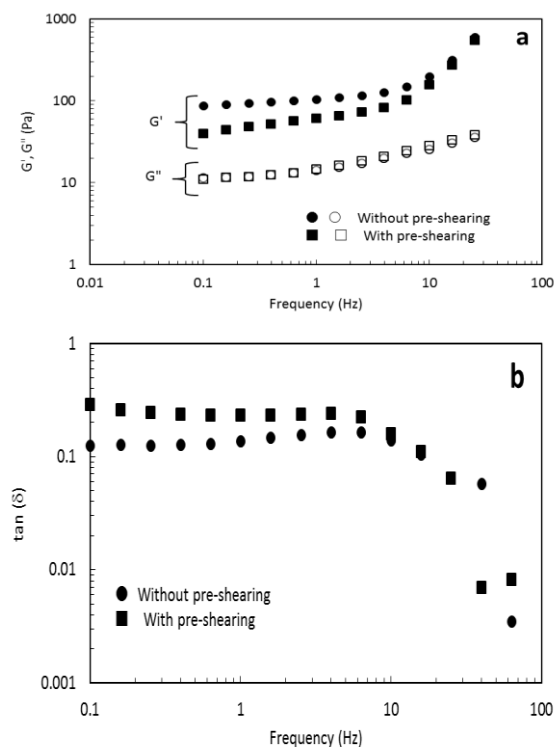 a
1000
100
10
1
G', G'' (Pa)
G'
G"
Without pre-shearing
With pre-shearing
0.01 0.1 1 10 100
Frequency (Hz)
b
1
0.1
0.01
0.001
tan (δ)
Without pre-shearing
With pre-shearing
0.1 1 10 100
Frequency (Hz)